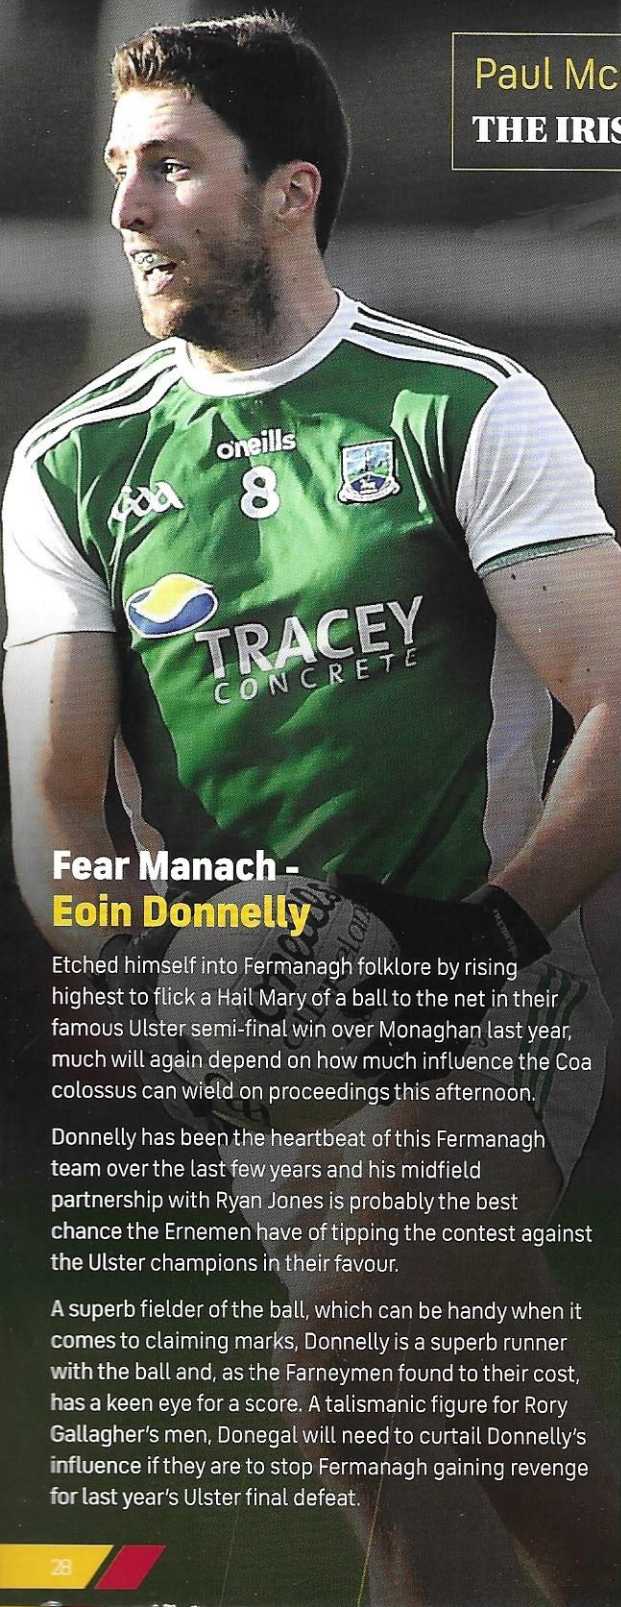 Paul Mc
THE IRIS
o'neills
8
GAA
TRACEY
CONCRETE
Fear Manach -
Eoin Donnelly
Etched himself into Fermanagh folklore by rising
highest to flick a Hail Mary of a ball to the net in their
famous Ulster semi-final win over Monaghan last year,
much will again depend on how much influence the Coa
colossus can wield on proceedings this afternoon.
Donnelly has been the heartbeat of this Fermanagh
team over the last few years and his midfield
partnership with Ryan Jones is probably the best
chance the Ernemen have of tipping the contest against
the Ulster champions in their favour.
A superb fielder of the ball, which can be handy when it
comes to claiming marks, Donnelly is a superb runner
with the ball and, as the Farneymen found to their cost,
has a keen eye for a score. A talismanic figure for Rory
Gallagher's men, Donegal will need to curtail Donnelly's
influence if they are to stop Fermanagh gaining revenge
for last year's Ulster final defeat.
28